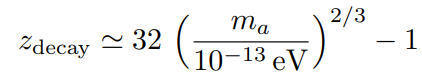 z_decay ≃ 32 (m_a / 10^−13 eV)^2/3 − 1